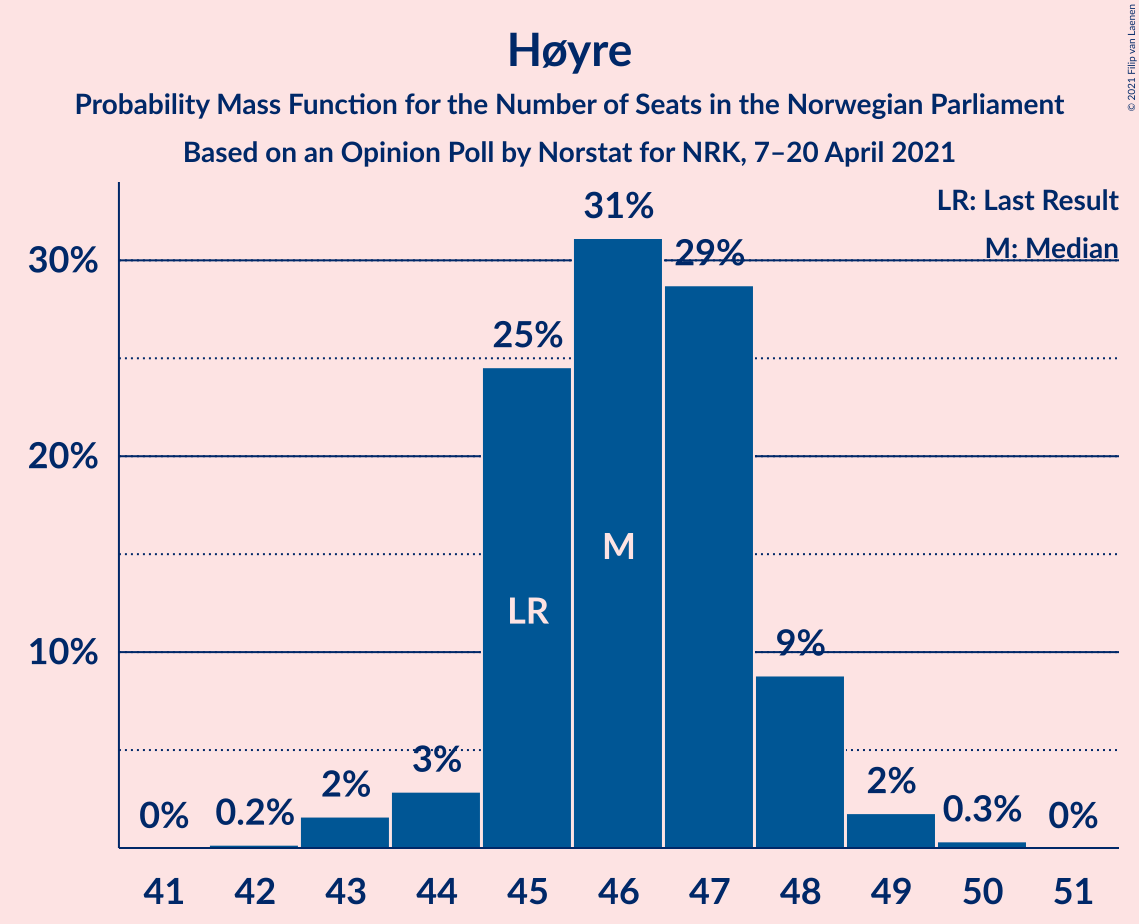 Høyre
Probability Mass Function for the Number of Seats in the Norwegian Parliament
Based on an Opinion Poll by Norstat for NRK, 7–20 April 2021
© 2021 Filip van Laenen
LR: Last Result
M: Median
30%
20%
10%
0%
0.2%
2%
3%
25%
31%
29%
9%
2%
0.3%
0%
LR
M
41 42 43 44 45 46 47 48 49 50 51